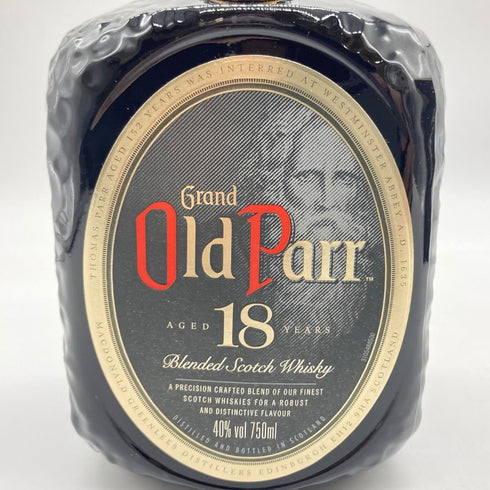 THOMAS PARR AGED 152 YEARS WAS INTERRED AT WESTMINSTER ABBEY A.D. 1635
Grand
Old Parr™
AGED 18 YEARS
Blended Scotch Whisky
A PRECISION CRAFTED BLEND OF OUR FINEST
SCOTCH WHISKIES FOR A ROBUST
AND DISTINCTIVE FLAVOUR
40% vol 750ml
DISTILLED AND BOTTLED IN SCOTLAND
MACDONALD GREENLEES DISTILLERS EDINBURGH EH12 9HA SCOTLAND